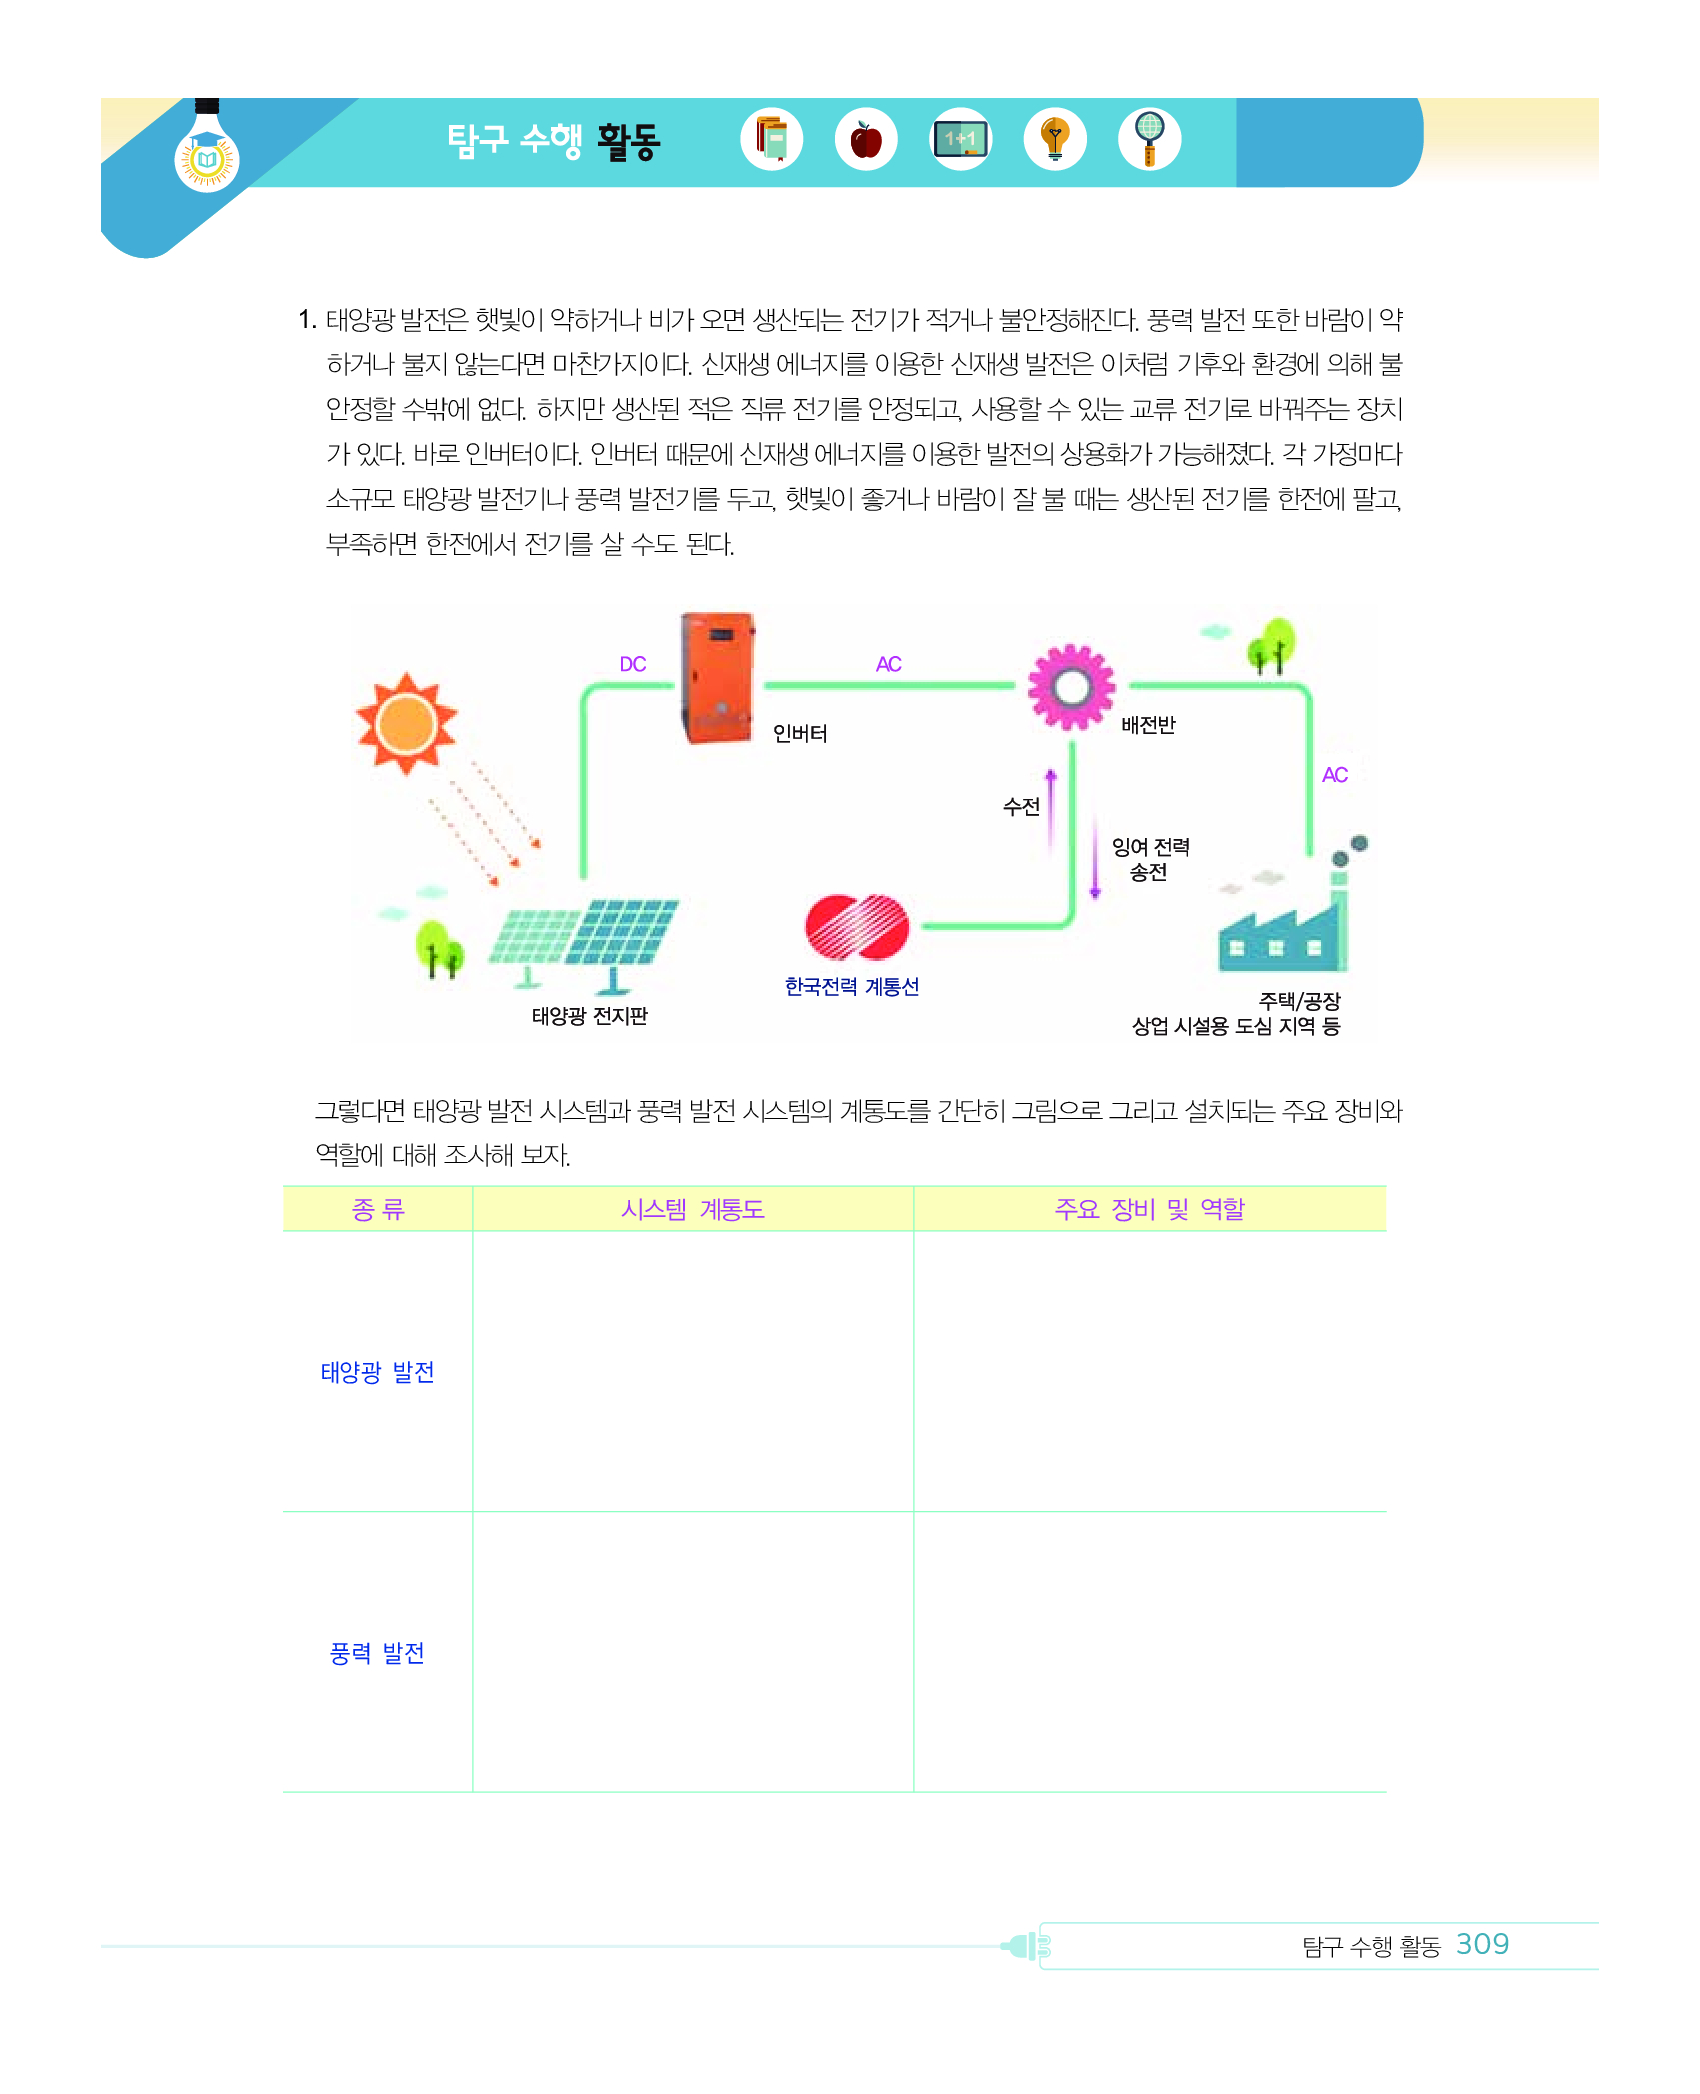 탐구 수행 활동
1+1
1. 태양광 발전은 햇빛이 약하거나 비가 오면 생산되는 전기가 적거나 불안정해진다. 풍력 발전 또한 바람이 약
하거나 불지 않는다면 마찬가지이다. 신재생 에너지를 이용한 신재생 발전은 이처럼 기후와 환경에 의해 불
안정할 수밖에 없다. 하지만 생산된 적은 직류 전기를 안정되고, 사용할 수 있는 교류 전기로 바꿔주는 장치
가 있다. 바로 인버터이다. 인버터 때문에 신재생 에너지를 이용한 발전의 상용화가 가능해졌다. 각 가정마다
소규모 태양광 발전기나 풍력 발전기를 두고, 햇빛이 좋거나 바람이 잘 불 때는 생산된 전기를 한전에 팔고,
부족하면 한전에서 전기를 살 수도 된다.
DC
AC
인버터
배전반
AC
수전
잉여 전력
송전
한국전력 계통선
태양광 전지판
주택/공장
상업 시설용 도심 지역 등
그렇다면 태양광 발전 시스템과 풍력 발전 시스템의 계통도를 간단히 그림으로 그리고 설치되는 주요 장비와
역할에 대해 조사해 보자.
종 류 시스템 계통도 주요 장비 및 역할
태양광 발전
풍력 발전
탐구 수행 활동 309